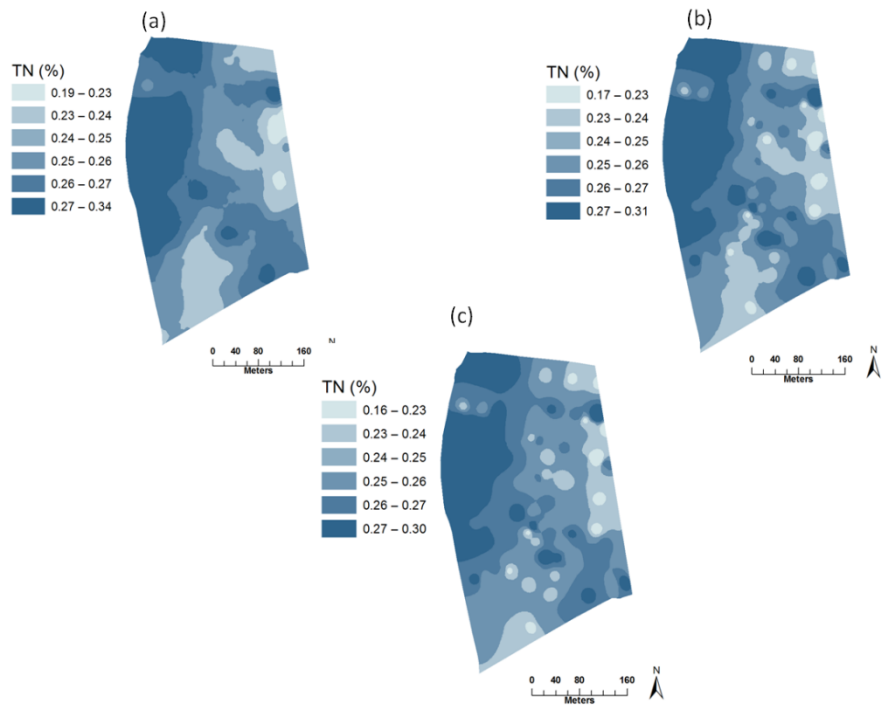 (a)
TN (%)
0.19 – 0.23
0.23 – 0.24
0.24 – 0.25
0.25 – 0.26
0.26 – 0.27
0.27 – 0.34
0 40 80 160
Meters
N
(b)
TN (%)
0.17 – 0.23
0.23 – 0.24
0.24 – 0.25
0.25 – 0.26
0.26 – 0.27
0.27 – 0.31
0 40 80 160
Meters
N
(c)
TN (%)
0.16 – 0.23
0.23 – 0.24
0.24 – 0.25
0.25 – 0.26
0.26 – 0.27
0.27 – 0.30
0 40 80 160
Meters
N